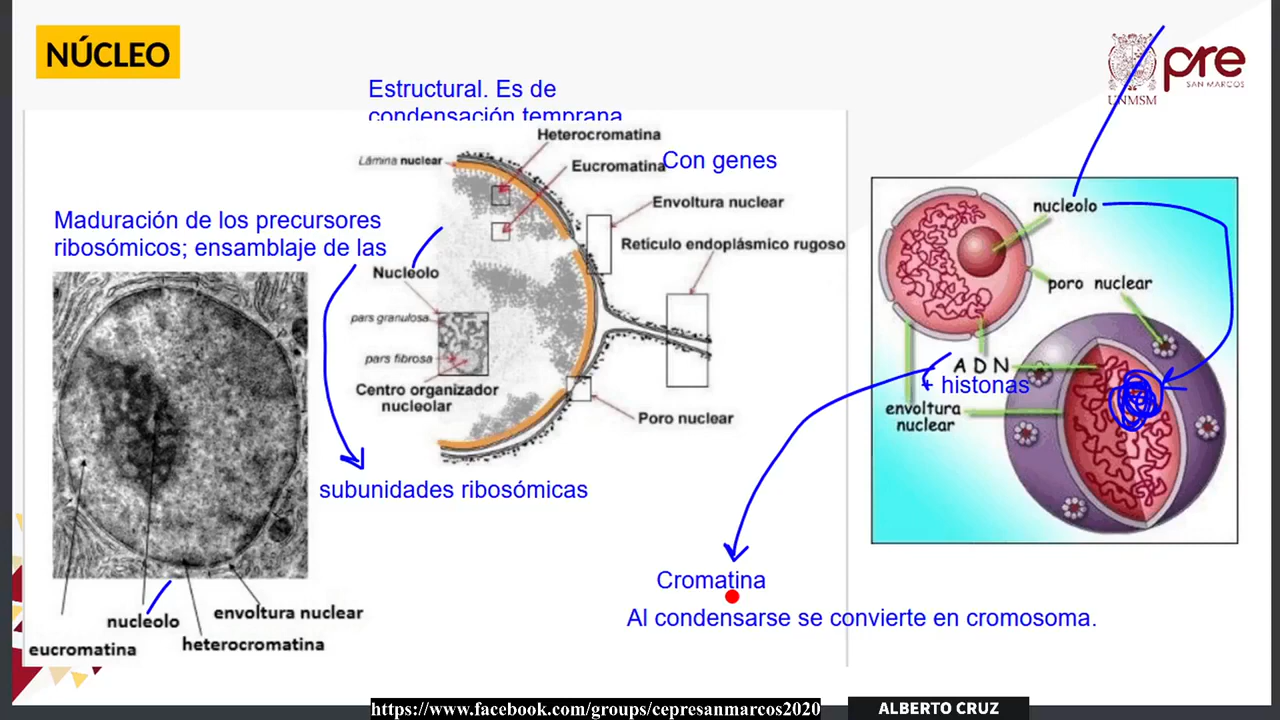 NÚCLEO
pre
SAN MARCOS
UNMSM
Estructural. Es de
condensación temprana
Heterocromatina
Lámina nuclear
Eucromatina
Con genes
Envoltura nuclear
Retículo endoplásmico rugoso
Maduración de los precursores
ribosómicos; ensamblaje de las
Nucleolo
pars granulosa
pars fibrosa
Centro organizador
nucleolar
Poro nuclear
subunidades ribosómicas
nucleolo
poro nuclear
ADN
+ histonas
envoltura
nuclear
Cromatina
Al condensarse se convierte en cromosoma.
envoltura nuclear
nucleolo
heterocromatina
eucromatina
https://www.facebook.com/groups/cepresanmarcos2020
ALBERTO CRUZ